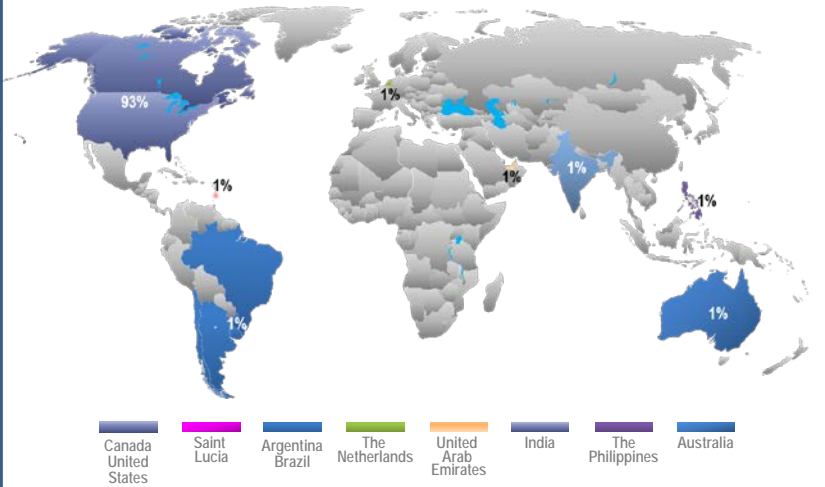 93%
1%
1%
1%
1%
1%
1%
1%
Canada
United
States
Saint
Lucia
Argentina
Brazil
The
Netherlands
United
Arab
Emirates
India
The
Philippines
Australia